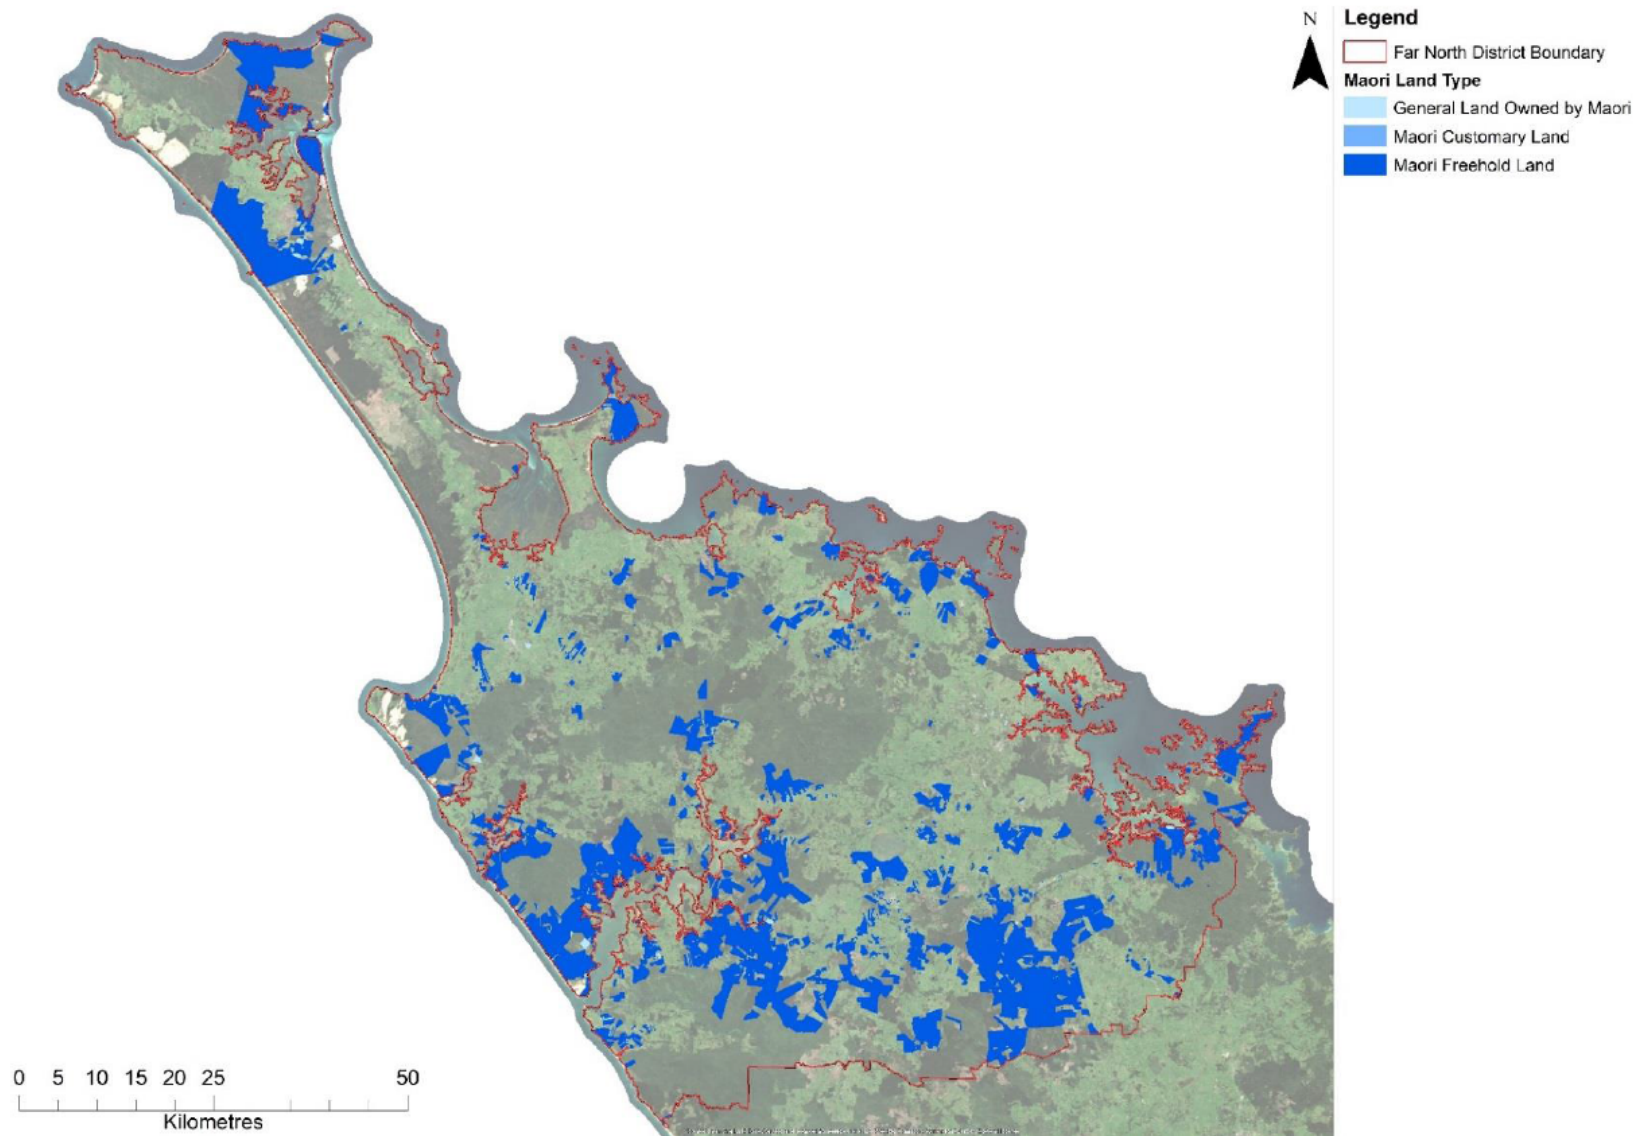 N
Legend
Far North District Boundary
Maori Land Type
General Land Owned by Maori
Maori Customary Land
Maori Freehold Land
0 5 10 15 20 25 50
Kilometres